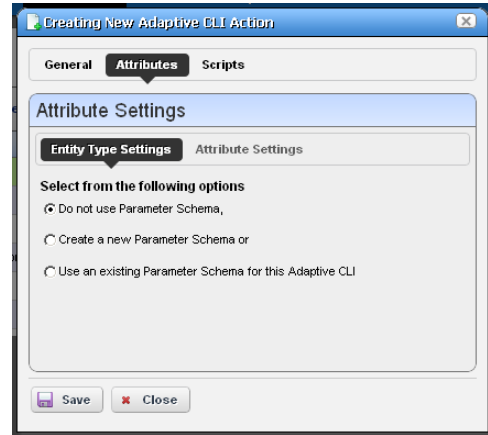 Creating New Adaptive CLI Action
General Attributes Scripts
Attribute Settings
Entity Type Settings Attribute Settings
Select from the following options
Do not use Parameter Schema,
Create a new Parameter Schema or
Use an existing Parameter Schema for this Adaptive CLI
Save Close